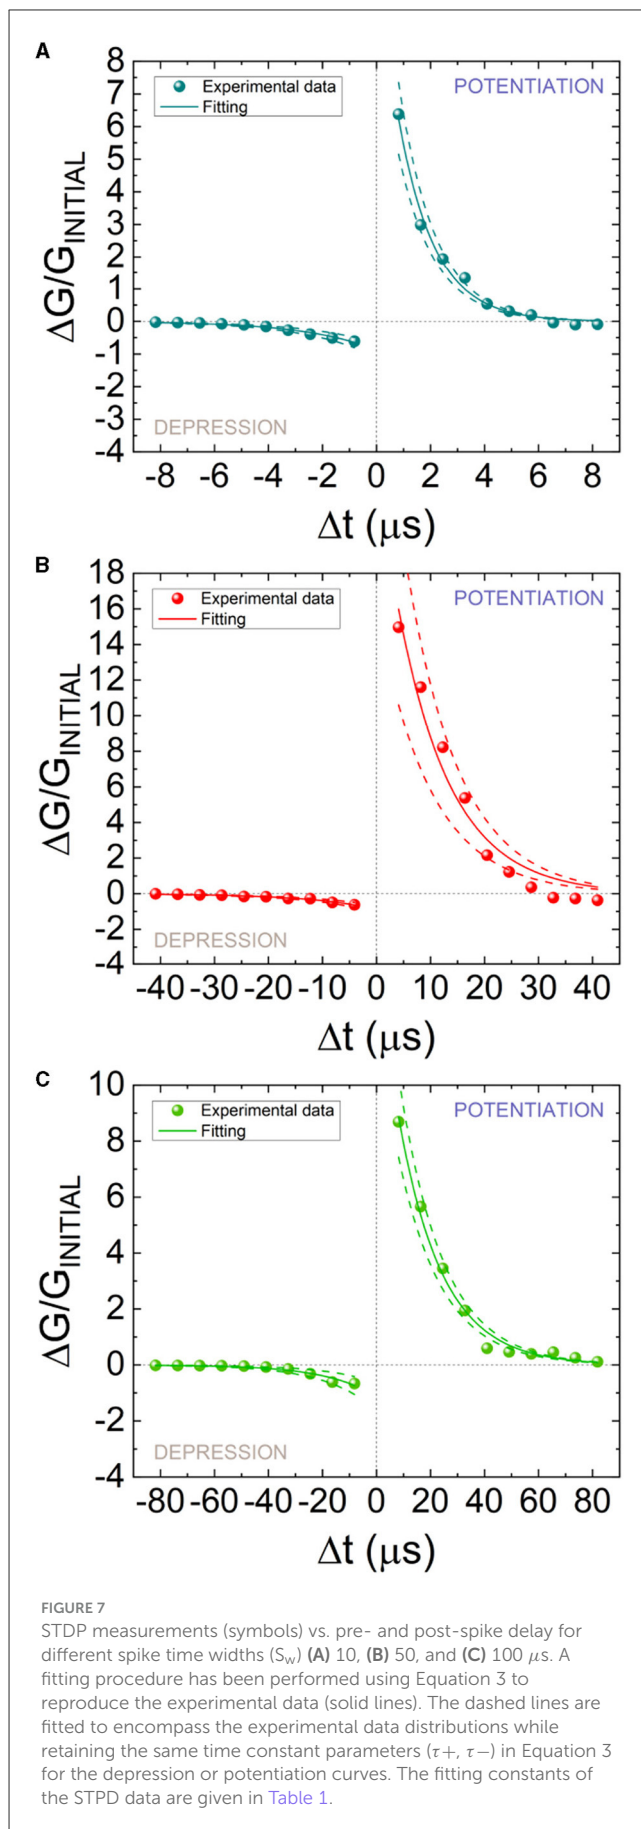 A
8
7
6
5
4
3
2
1
0
-1
-2
-3
-4
ΔG/G_INITIAL
Experimental data
Fitting
POTENTIATION
DEPRESSION
-8 -6 -4 -2 0 2 4 6 8
Δt (μs)
B
18
16
14
12
10
8
6
4
2
0
-2
-4
ΔG/G_INITIAL
Experimental data
Fitting
POTENTIATION
DEPRESSION
-40 -30 -20 -10 0 10 20 30 40
Δt (μs)
C
10
8
6
4
2
0
-2
-4
ΔG/G_INITIAL
Experimental data
Fitting
POTENTIATION
DEPRESSION
-80 -60 -40 -20 0 20 40 60 80
Δt (μs)
FIGURE 7
STDP measurements (symbols) vs. pre- and post-spike delay for
different spike time widths (Sw) (A) 10, (B) 50, and (C) 100 μs. A
fitting procedure has been performed using Equation 3 to
reproduce the experimental data (solid lines). The dashed lines are
fitted to encompass the experimental data distributions while
retaining the same time constant parameters (τ+, τ−) in Equation 3
for the depression or potentiation curves. The fitting constants of
the STPD data are given in Table 1.